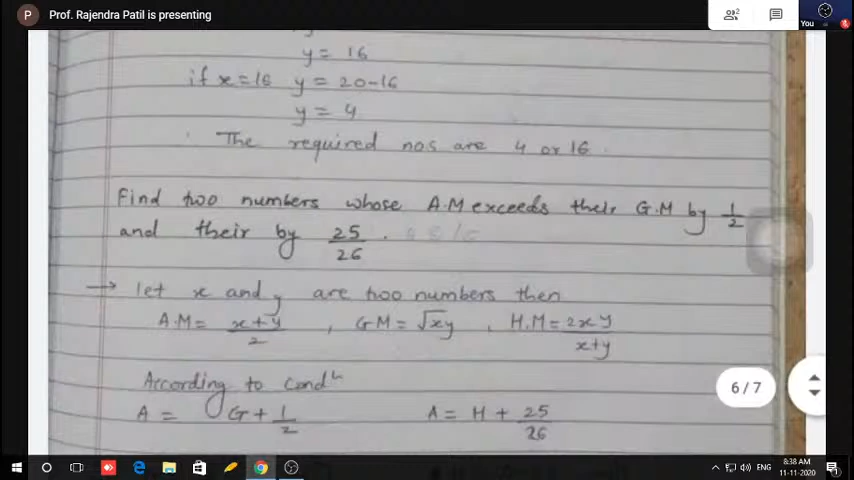 P Prof. Rajendra Patil is presenting
2
You
y = 16
if x=16 y = 20-16
y = 4
The required nos are 4 or 16.
Find two numbers whose A.M exceeds their G.M by 1/2
and their by 25/26.
→ let x and y are two numbers then
A.M= x+y/2 , GM= √xy , H.M= 2xy/x+y
According to condn
A = G + 1/2 A = H + 25/26
6 / 7
ENG
8:38 AM
11-11-2020